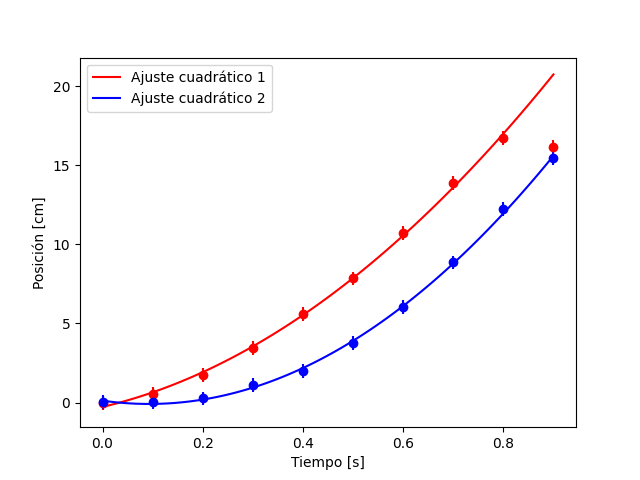 Ajuste cuadrático 1
Ajuste cuadrático 2
Posición [cm]
20
15
10
5
0
0.0 0.2 0.4 0.6 0.8
Tiempo [s]